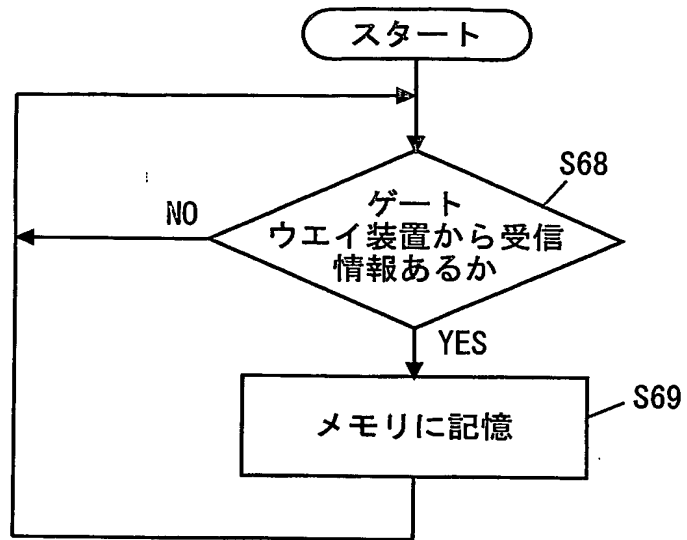 スタート
S68
ゲート
ウエイ装置から受信
情報あるか
NO
YES
メモリに記憶
S69